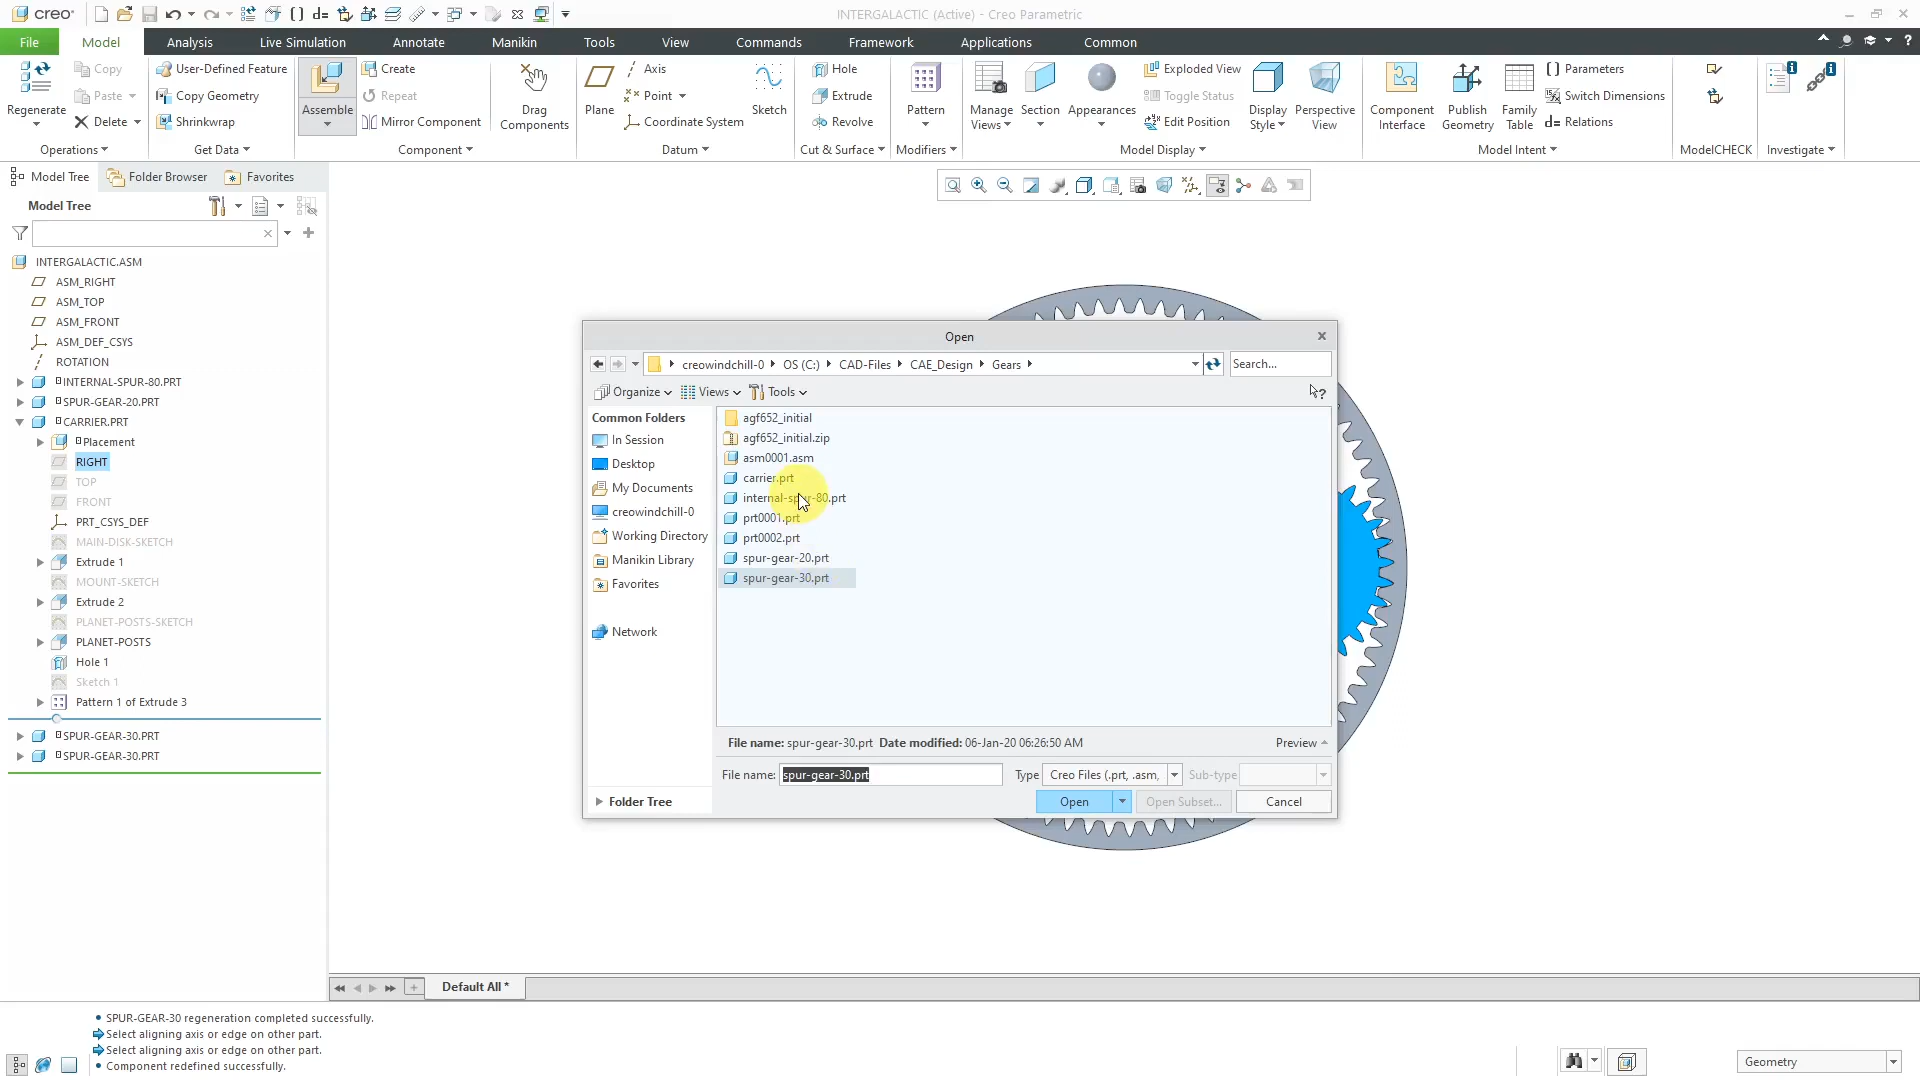 creo
d=
INTERGALACTIC (Active) - Creo Parametric
File Model Analysis Live Simulation Annotate Manikin Tools View Commands Framework Applications Common
Regenerate
Copy
Paste
Delete
Operations
User-Defined Feature
Copy Geometry
Shrinkwrap
Get Data
Assemble
Create
Repeat
Mirror Component
Drag
Components
Component
Plane
Axis
Point
Coordinate System
Sketch
Datum
Hole
Extrude
Revolve
Cut & Surface
Pattern
Modifiers
Manage
Views
Section
Appearances
Exploded View
Toggle Status
Edit Position
Display
Style
Perspective
View
Model Display
Component
Interface
Publish
Geometry
Family
Table
Parameters
Switch Dimensions
d= Relations
Model Intent
ModelCHECK
Investigate
Model Tree Folder Browser Favorites
Model Tree
INTERGALACTIC.ASM
ASM_RIGHT
ASM_TOP
ASM_FRONT
ASM_DEF_CSYS
ROTATION
INTERNAL-SPUR-80.PRT
SPUR-GEAR-20.PRT
CARRIER.PRT
Placement
RIGHT
TOP
FRONT
PRT_CSYS_DEF
MAIN-DISK-SKETCH
Extrude 1
MOUNT-SKETCH
Extrude 2
PLANET-POSTS-SKETCH
PLANET-POSTS
Hole 1
Sketch 1
Pattern 1 of Extrude 3
SPUR-GEAR-30.PRT
SPUR-GEAR-30.PRT
Open
creowindchill-0 OS (C:) CAD-Files CAE_Design Gears
Search...
Organize Views Tools
Common Folders
In Session
Desktop
My Documents
creowindchill-0
Working Directory
Manikin Library
Favorites
Network
Folder Tree
agf652_initial
agf652_initial.zip
asm0001.asm
carrier.prt
internal-spur-80.prt
prt0001.prt
prt0002.prt
spur-gear-20.prt
spur-gear-30.prt
File name: spur-gear-30.prt Date modified: 06-Jan-20 06:26:50 AM
Preview
File name: spur-gear-30.prt
Type Creo Files (.prt, .asm,
Sub-type
Open Open Subset... Cancel
Default All *
• SPUR-GEAR-30 regeneration completed successfully.
Select aligning axis or edge on other part.
Select aligning axis or edge on other part.
• Component redefined successfully.
Geometry